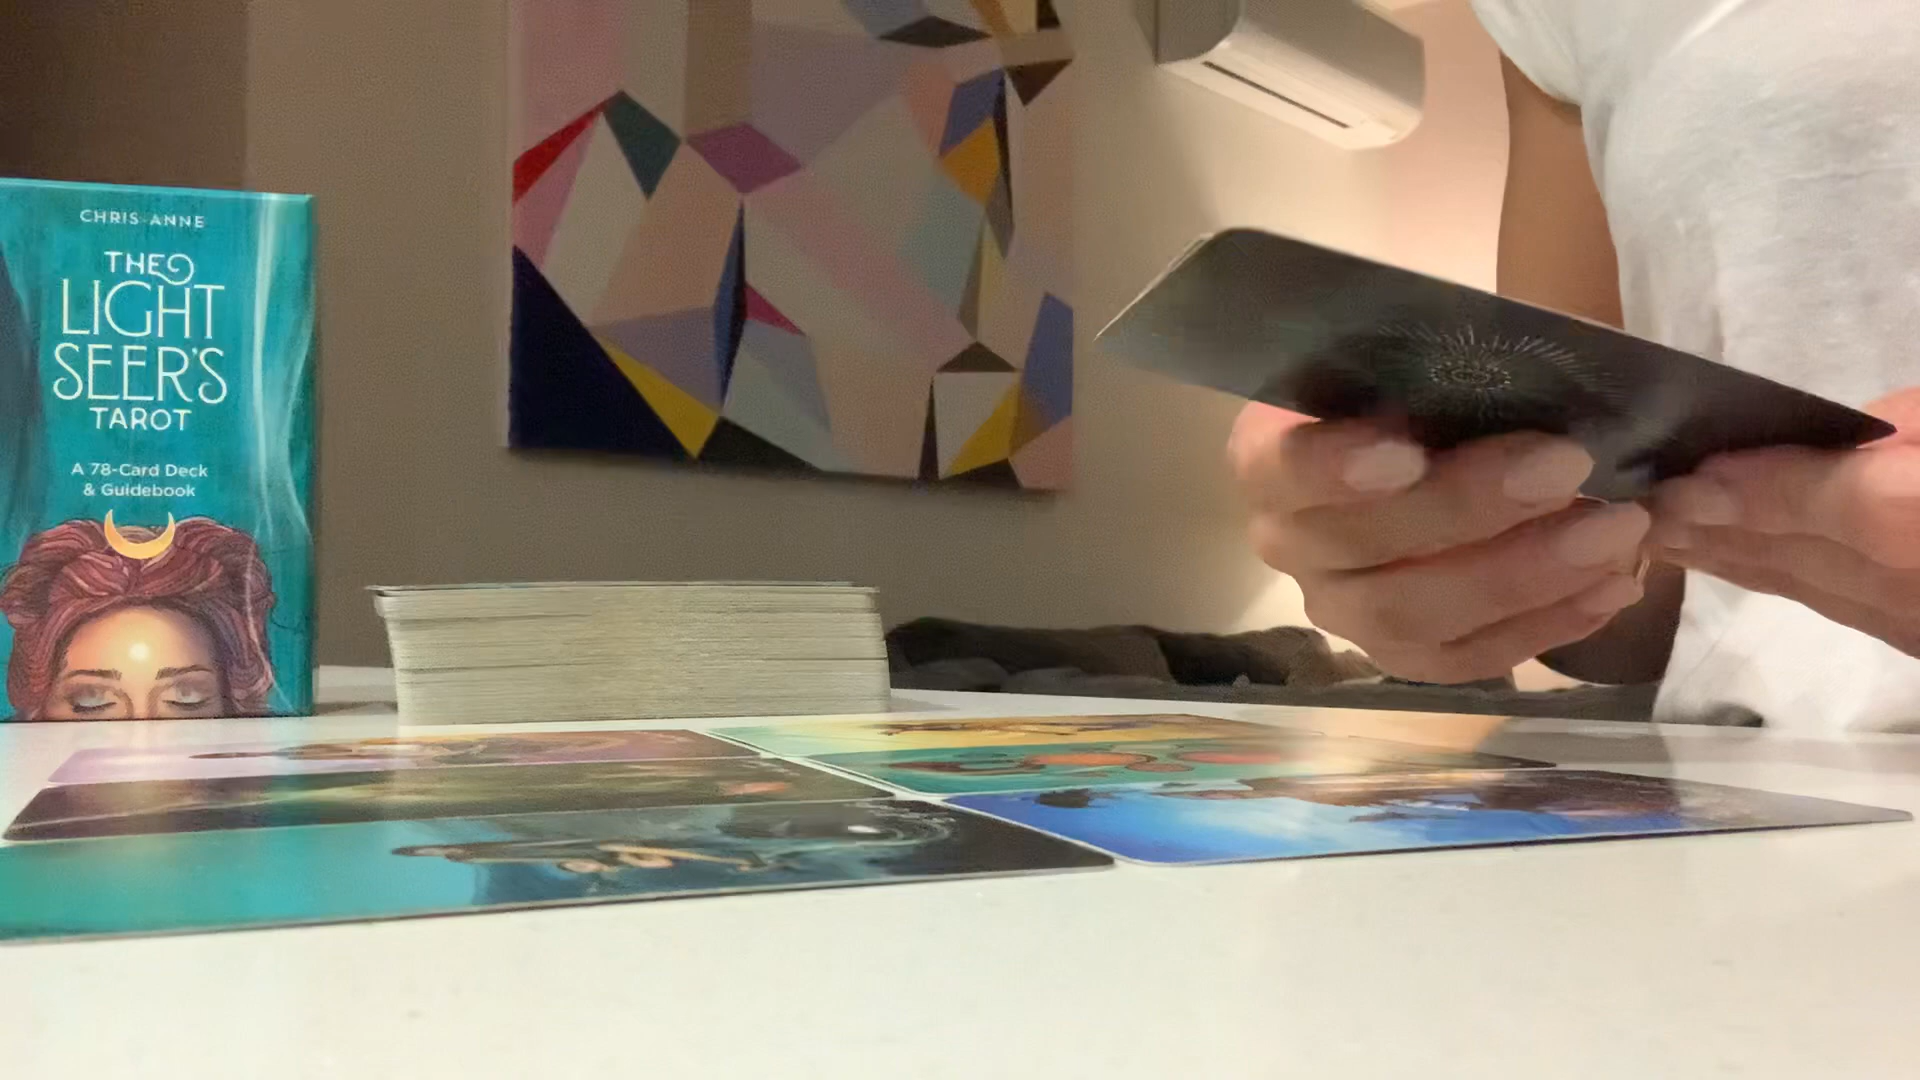 CHRIS-ANNE
THE
LIGHT
SEER'S
TAROT
A 78-Card Deck
& Guidebook